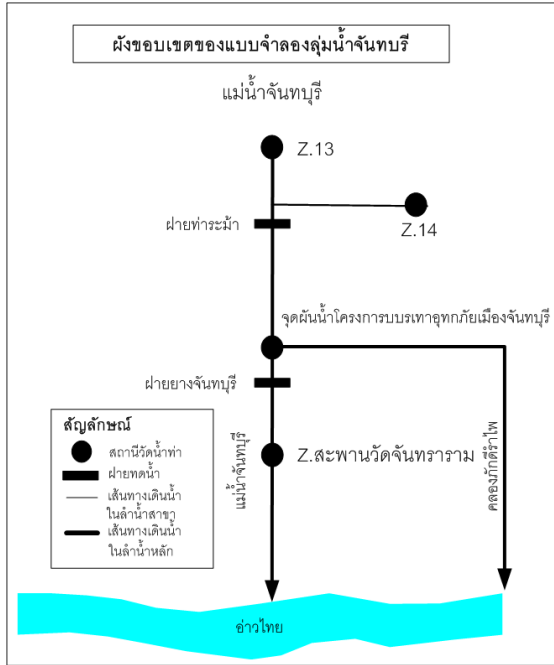 ผังขอบเขตของแบบจำลองลุ่มน้ำจันทบรี
แม่น้ำจันทบุรี
Z.13
Z.14
ฝายท่าระม้า
จุดผันน้ำโครงการบบรเทาอุทกภัยเมืองจันทบุรี
ฝายยางจันทบุรี
Z.สะพานวัดจันทราราม
แม่น้ำจันทบุรี
คลองภักดีรำไพ
สัญลักษณ์
สถานีวัดน้ำท่า
ฝายทดน้ำ
เส้นทางเดินน้ำ
ในลำน้ำสาขา
เส้นทางเดินน้ำ
ในลำน้ำหลัก
อ่าวไทย